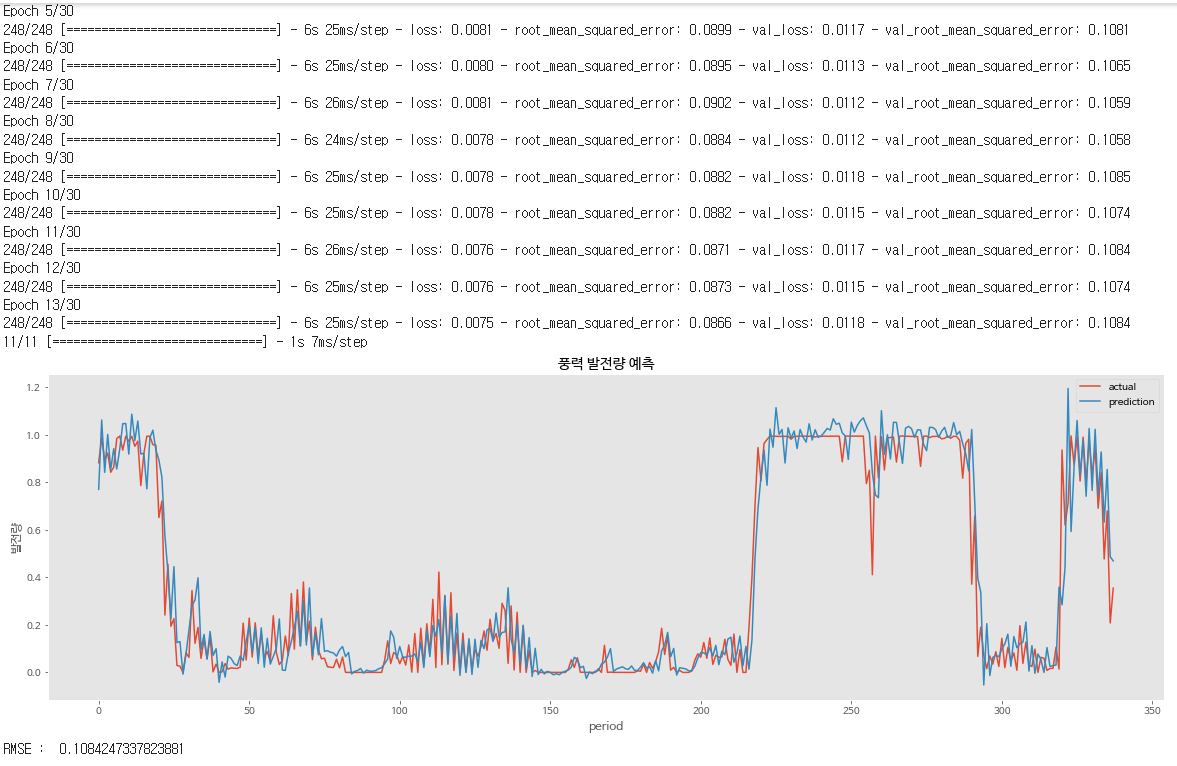 Epoch 5/30
248/248 [==============================] - 6s 25ms/step - loss: 0.0081 - root_mean_squared_error: 0.0899 - val_loss: 0.0117 - val_root_mean_squared_error: 0.1081
Epoch 6/30
248/248 [==============================] - 6s 25ms/step - loss: 0.0080 - root_mean_squared_error: 0.0895 - val_loss: 0.0113 - val_root_mean_squared_error: 0.1065
Epoch 7/30
248/248 [==============================] - 6s 26ms/step - loss: 0.0081 - root_mean_squared_error: 0.0902 - val_loss: 0.0112 - val_root_mean_squared_error: 0.1059
Epoch 8/30
248/248 [==============================] - 6s 24ms/step - loss: 0.0078 - root_mean_squared_error: 0.0884 - val_loss: 0.0112 - val_root_mean_squared_error: 0.1058
Epoch 9/30
248/248 [==============================] - 6s 25ms/step - loss: 0.0078 - root_mean_squared_error: 0.0882 - val_loss: 0.0118 - val_root_mean_squared_error: 0.1085
Epoch 10/30
248/248 [==============================] - 6s 25ms/step - loss: 0.0078 - root_mean_squared_error: 0.0882 - val_loss: 0.0115 - val_root_mean_squared_error: 0.1074
Epoch 11/30
248/248 [==============================] - 6s 26ms/step - loss: 0.0076 - root_mean_squared_error: 0.0871 - val_loss: 0.0117 - val_root_mean_squared_error: 0.1084
Epoch 12/30
248/248 [==============================] - 6s 25ms/step - loss: 0.0076 - root_mean_squared_error: 0.0873 - val_loss: 0.0115 - val_root_mean_squared_error: 0.1074
Epoch 13/30
248/248 [==============================] - 6s 25ms/step - loss: 0.0075 - root_mean_squared_error: 0.0866 - val_loss: 0.0118 - val_root_mean_squared_error: 0.1084
11/11 [==============================] - 1s 7ms/step
풍력 발전량 예측
actual
prediction
1.2
1.0
0.8
0.6
0.4
0.2
0.0
발전량
0 50 100 150 200 250 300 350
period
RMSE :  0.1084247337823881